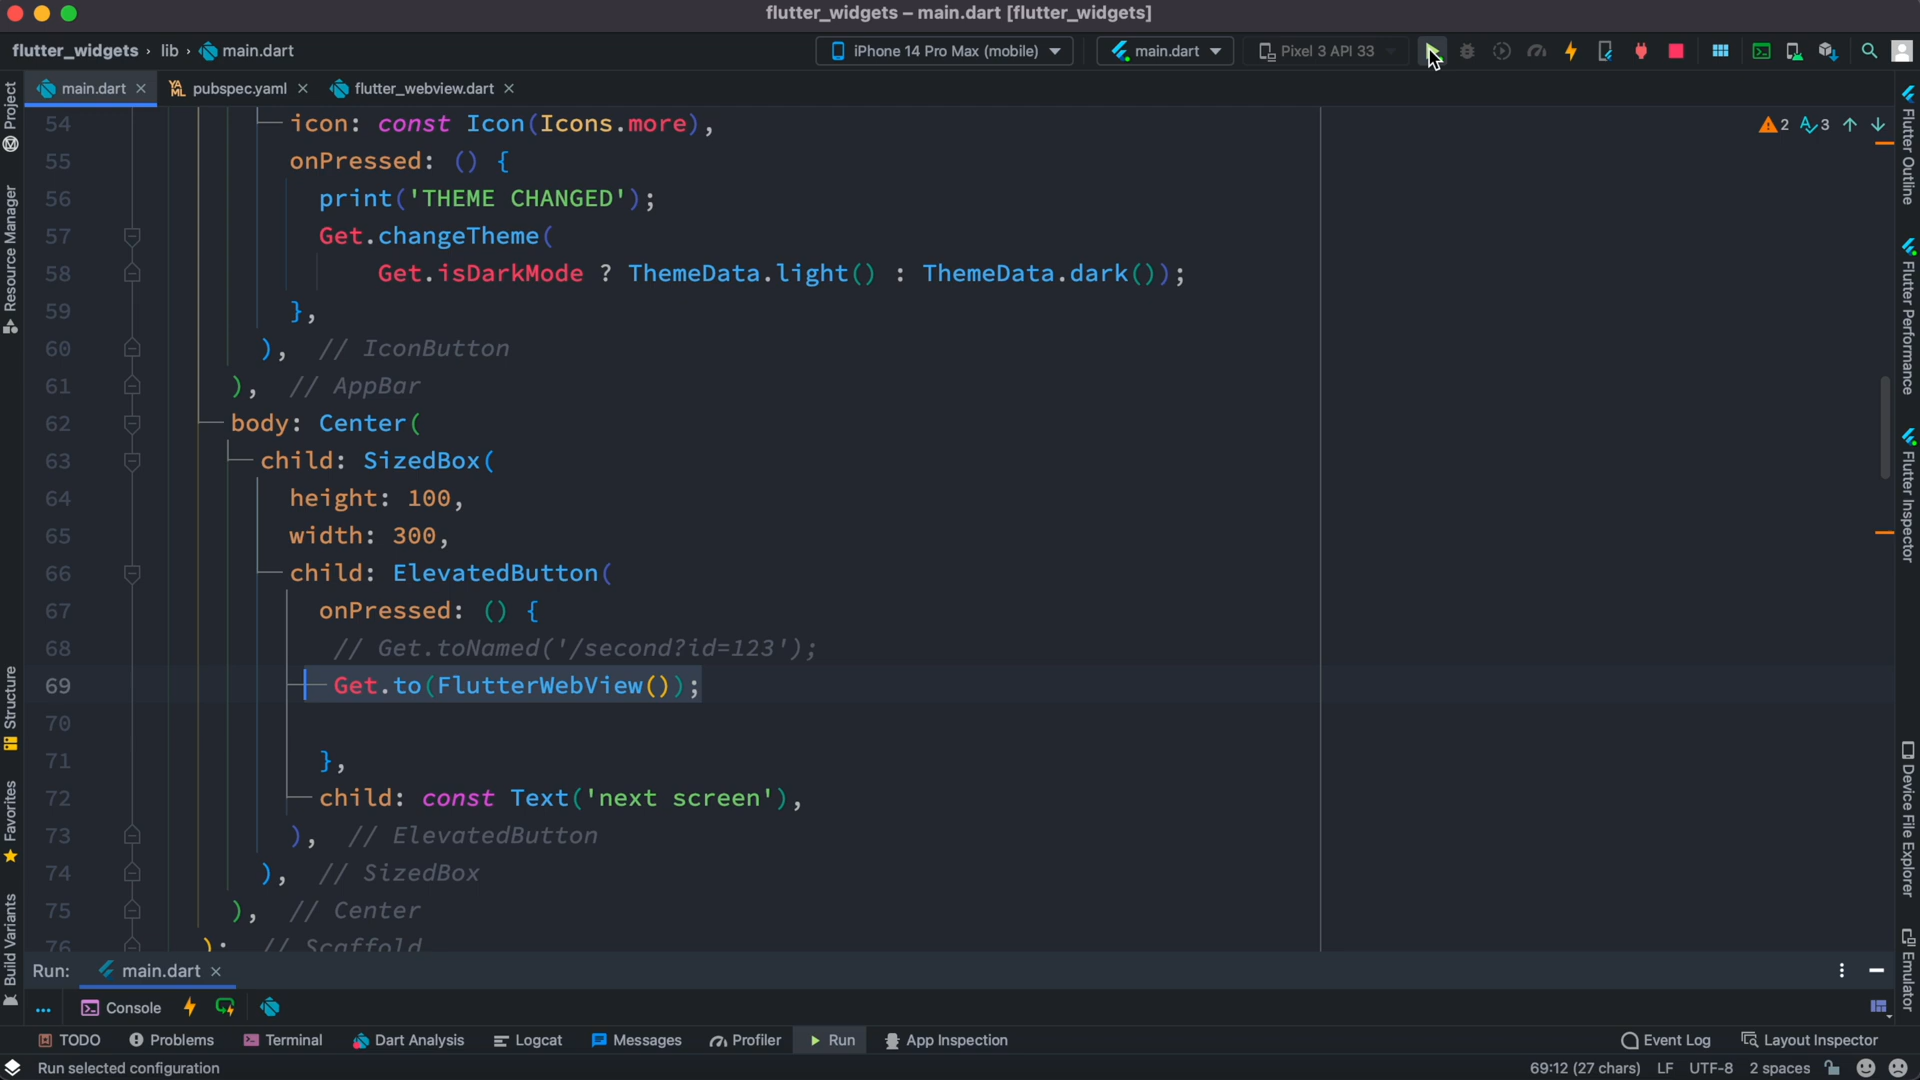 flutter_widgets – main.dart [flutter_widgets]
flutter_widgets › lib › main.dart
iPhone 14 Pro Max (mobile)
main.dart
Pixel 3 API 33
main.dart
pubspec.yaml
flutter_webview.dart
54 icon: const Icon(Icons.more),
55 onPressed: () {
56 print('THEME CHANGED');
57 Get.changeTheme(
58 Get.isDarkMode ? ThemeData.light() : ThemeData.dark());
59 },
60 ), // IconButton
61 ), // AppBar
62 body: Center(
63 child: SizedBox(
64 height: 100,
65 width: 300,
66 child: ElevatedButton(
67 onPressed: () {
68 // Get.toNamed('/second?id=123');
69 Get.to(FlutterWebView());
70
71 },
72 child: const Text('next screen'),
73 ), // ElevatedButton
74 ), // SizedBox
75 ), // Center
76 ); // Scaffold
2 3
Project
Resource Manager
Structure
Favorites
Build Variants
Flutter Outline
Flutter Performance
Flutter Inspector
Device File Explorer
Emulator
Run: main.dart
Console
TODO
Problems
Terminal
Dart Analysis
Logcat
Messages
Profiler
Run
App Inspection
Event Log
Layout Inspector
Run selected configuration
69:12 (27 chars) LF UTF-8 2 spaces